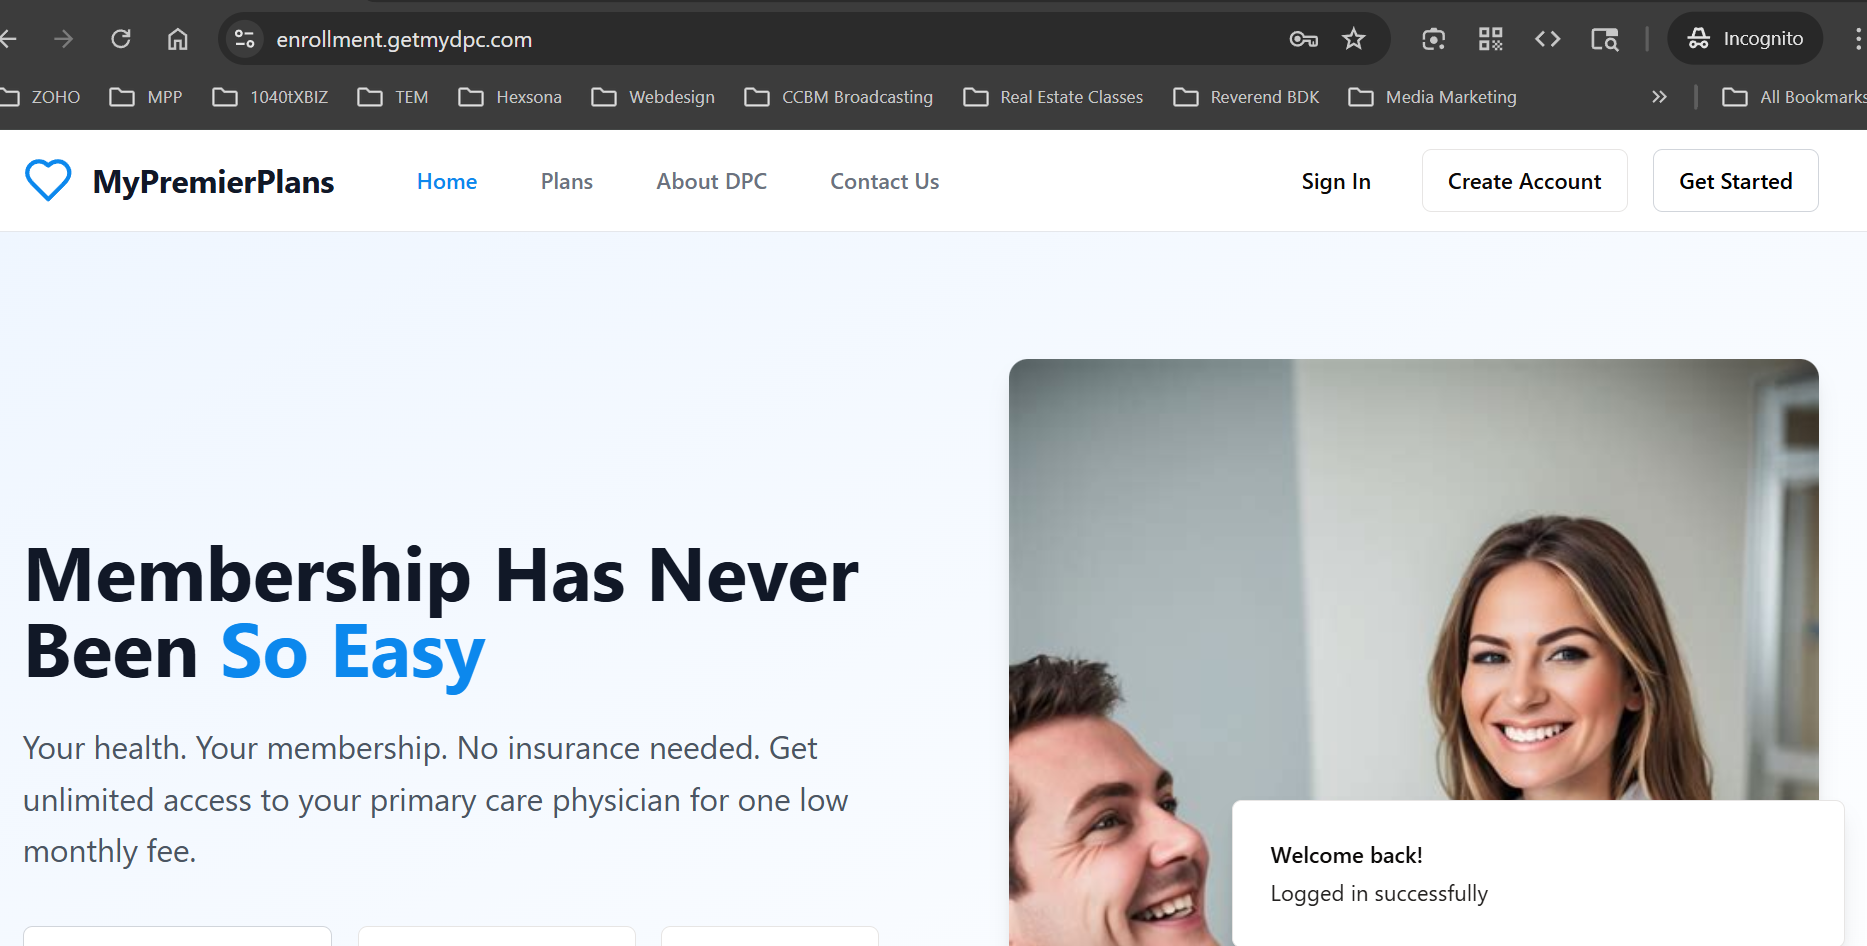 enrollment.getmydpc.com
Incognito
ZOHO MPP 1040tXBIZ TEM Hexsona Webdesign CCBM Broadcasting Real Estate Classes Reverend BDK Media Marketing All Bookmarks
MyPremierPlans Home Plans About DPC Contact Us Sign In Create Account Get Started
Membership Has Never
Been So Easy
Your health. Your membership. No insurance needed. Get
unlimited access to your primary care physician for one low
monthly fee.
Welcome back!
Logged in successfully